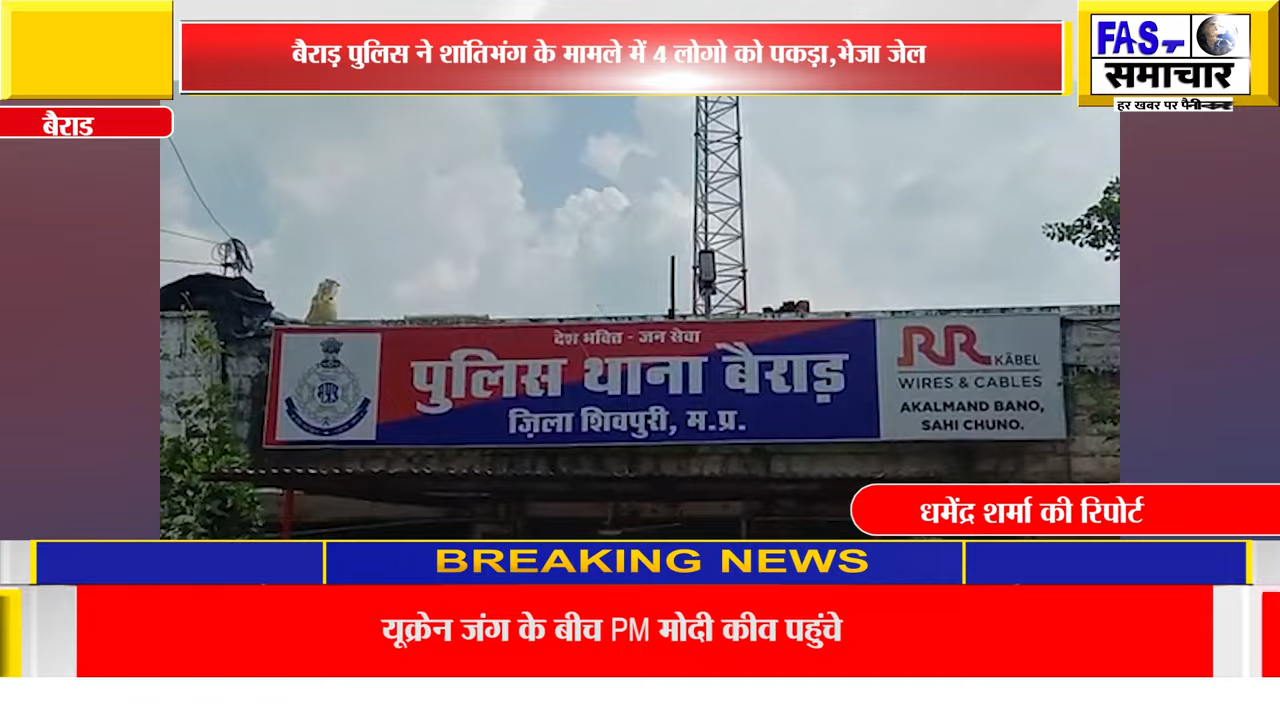 बैराड़ पुलिस ने शांतिभंग के मामले में 4 लोगो को पकड़ा,भेजा जेल
FAS
समाचार
हर खबर पर
बैराड
देश भक्ति - जन सेवा
पुलिस थाना बैराड़
ज़िला शिवपुरी, म.प्र.
RR KABEL
WIRES & CABLES
AKALMAND BANO,
SAHI CHUNO.
धमेंद्र शर्मा की रिपोर्ट
BREAKING NEWS
यूक्रेन जंग के बीच PM मोदी कीव पहुंचे